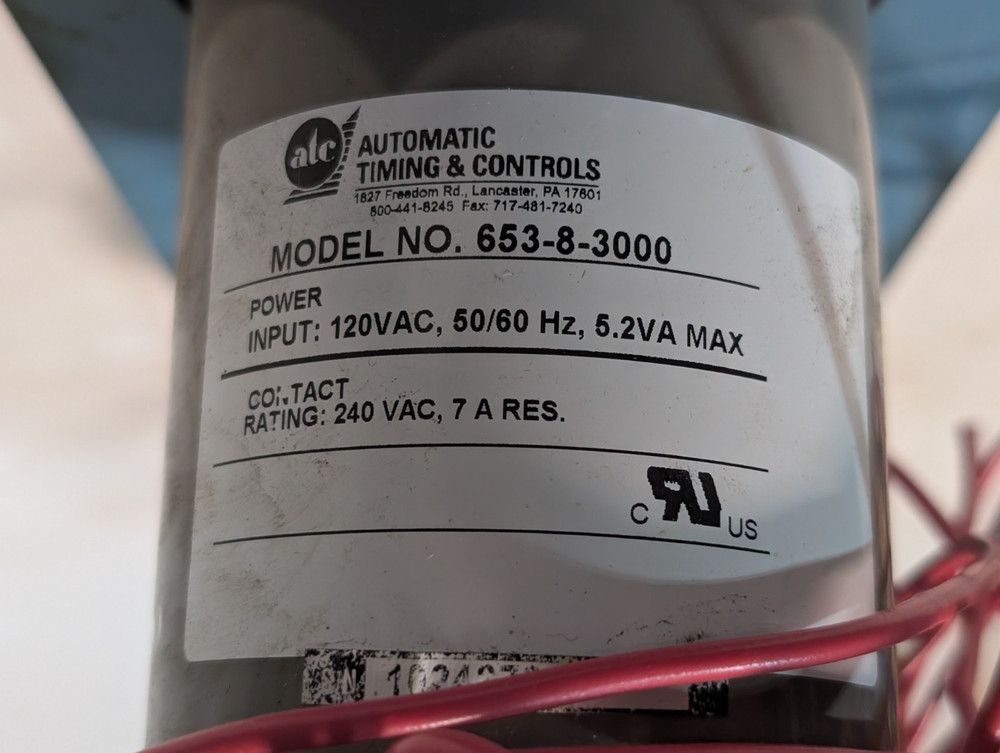 atc
AUTOMATIC
TIMING & CONTROLS
1827 Freedom Rd., Lancaster, PA 17601
800-441-8245 Fax: 717-481-7240
MODEL NO. 653-8-3000
POWER
INPUT: 120VAC, 50/60 Hz, 5.2VA MAX
CONTACT
RATING: 240 VAC, 7 A RES.
C RU US